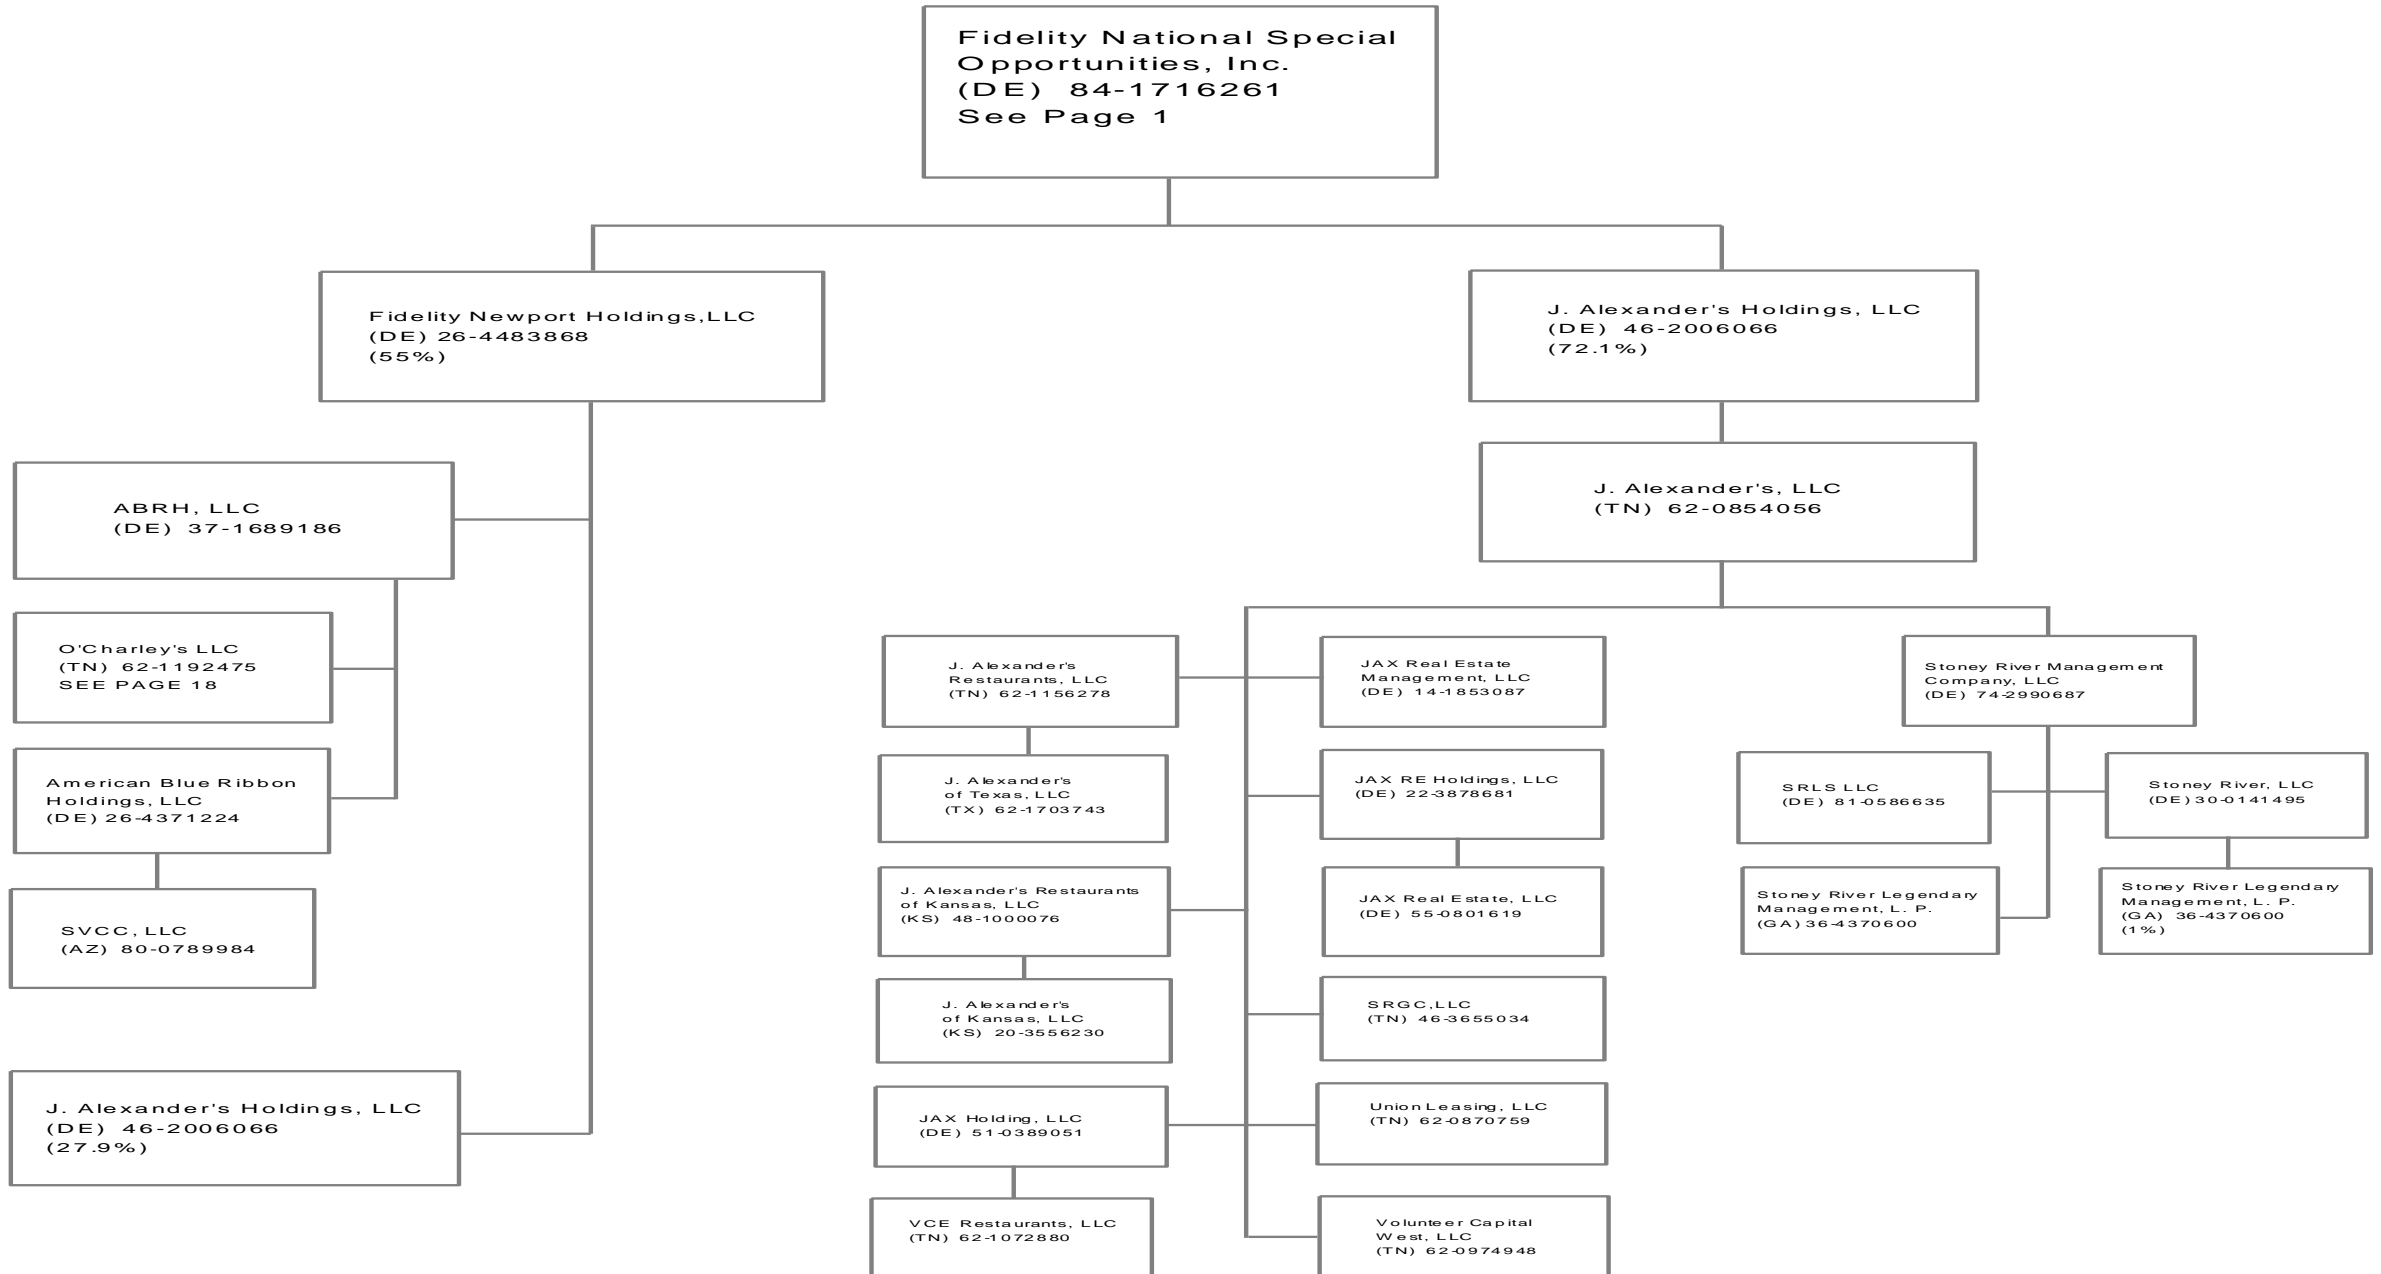 Fidelity National Special
Opportunities, Inc.
(DE) 84-1716261
See Page 1
Fidelity Newport Holdings,LLC
(DE) 26-4483868
(55%)
J. Alexander's Holdings, LLC
(DE) 46-2006066
(72.1%)
ABRH, LLC
(DE) 37-1689186
J. Alexander's, LLC
(TN) 62-0854056
O'Charley's LLC
(TN) 62-1192475
SEE PAGE 18
American Blue Ribbon
Holdings, LLC
(DE) 26-4371224
SVCC, LLC
(AZ) 80-0789984
J. Alexander's Holdings, LLC
(DE) 46-2006066
(27.9%)
J. Alexander's
Restaurants, LLC
(TN) 62-1156278
JAX Real Estate
Management, LLC
(DE) 14-1853087
J. Alexander's
of Texas, LLC
(TX) 62-1703743
JAX RE Holdings, LLC
(DE) 22-3878681
J. Alexander's Restaurants
of Kansas, LLC
(KS) 48-1000076
JAX Real Estate, LLC
(DE) 55-0801619
J. Alexander's
of Kansas, LLC
(KS) 20-3556230
SRGC,LLC
(TN) 46-3655034
JAX Holding, LLC
(DE) 51-0389051
Union Leasing, LLC
(TN) 62-0870759
VCE Restaurants, LLC
(TN) 62-1072880
Volunteer Capital
West, LLC
(TN) 62-0974948
Stoney River Management
Company, LLC
(DE) 74-2990687
SRLS LLC
(DE) 81-0586635
Stoney River, LLC
(DE) 30-0141495
Stoney River Legendary
Management, L. P.
(GA) 36-4370600
Stoney River Legendary
Management, L. P.
(GA) 36-4370600
(1%)